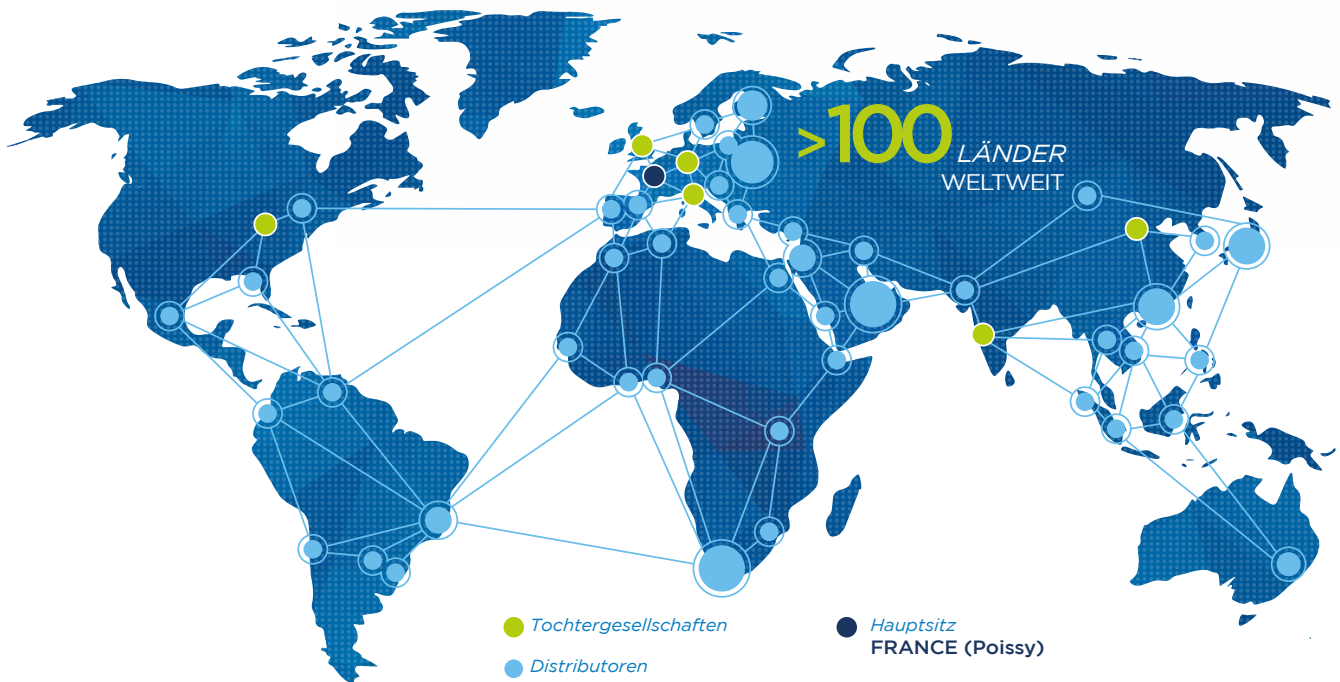 >100 LÄNDER
WELTWEIT
Tochtergesellschaften
Distributoren
Hauptsitz
FRANCE (Poissy)